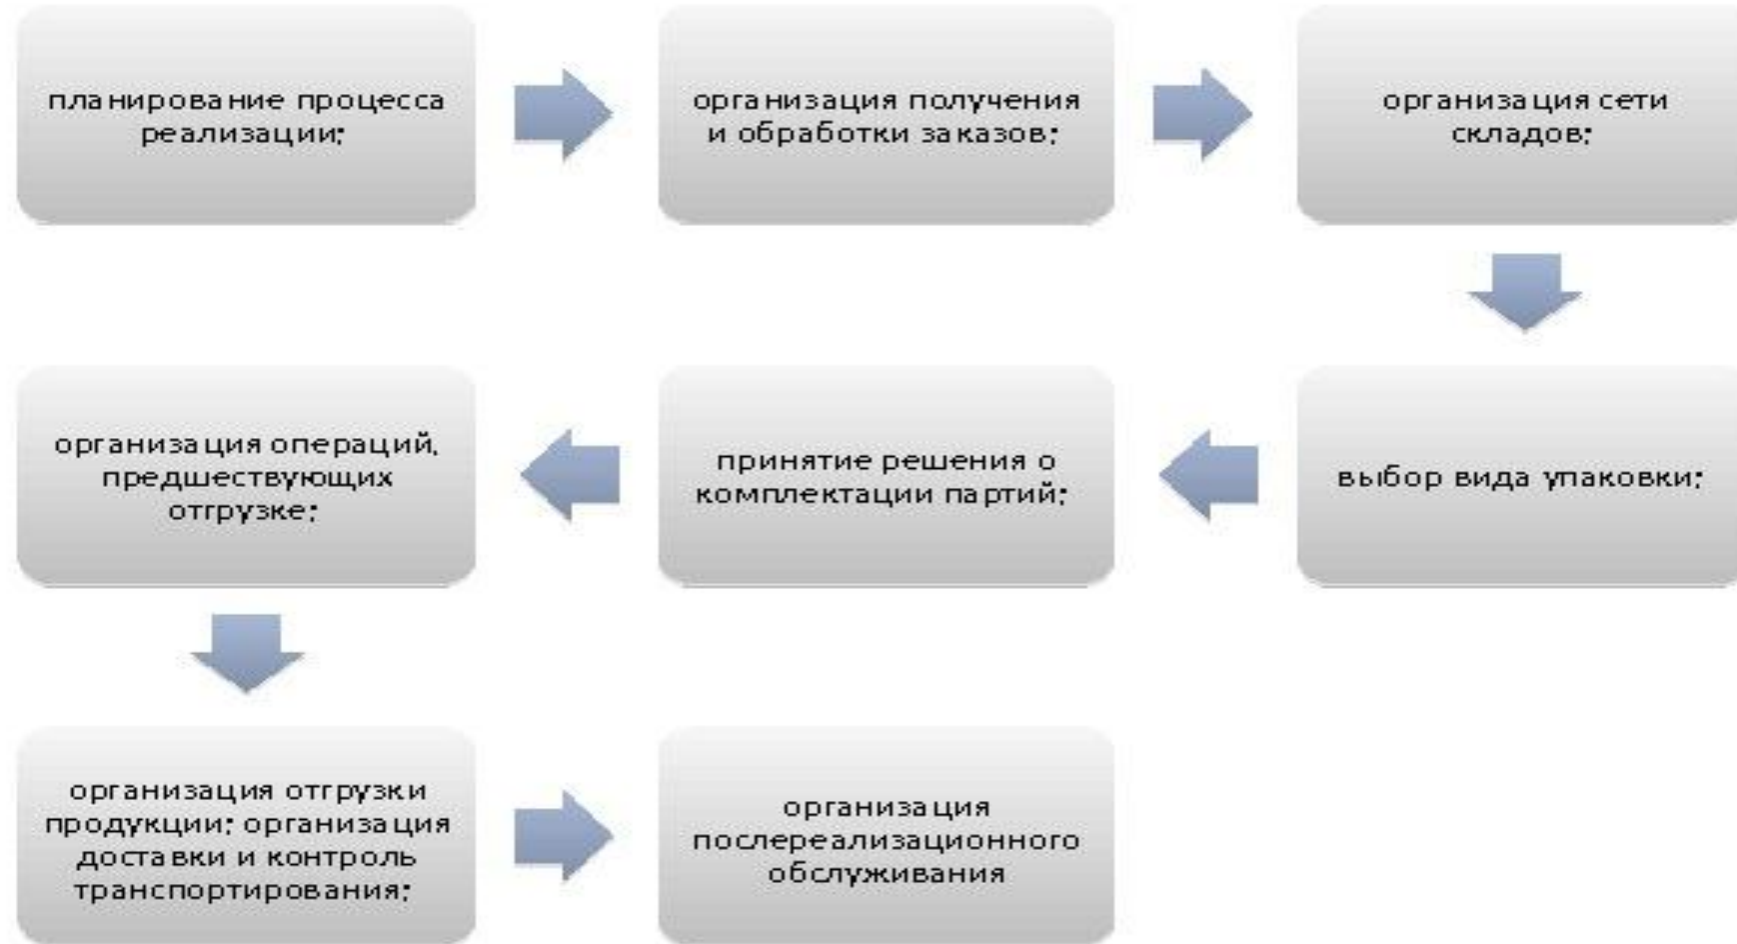 планирование процесса
реализации;
организация получения
и обработки заказов;
организация сети
складов;
выбор вида упаковки;
принятие решения о
комплектации партий;
организация операций,
предшествующих
отгрузке;
организация отгрузки
продукции; организация
доставки и контроль
транспортирования;
организация
послереализационного
обслуживания